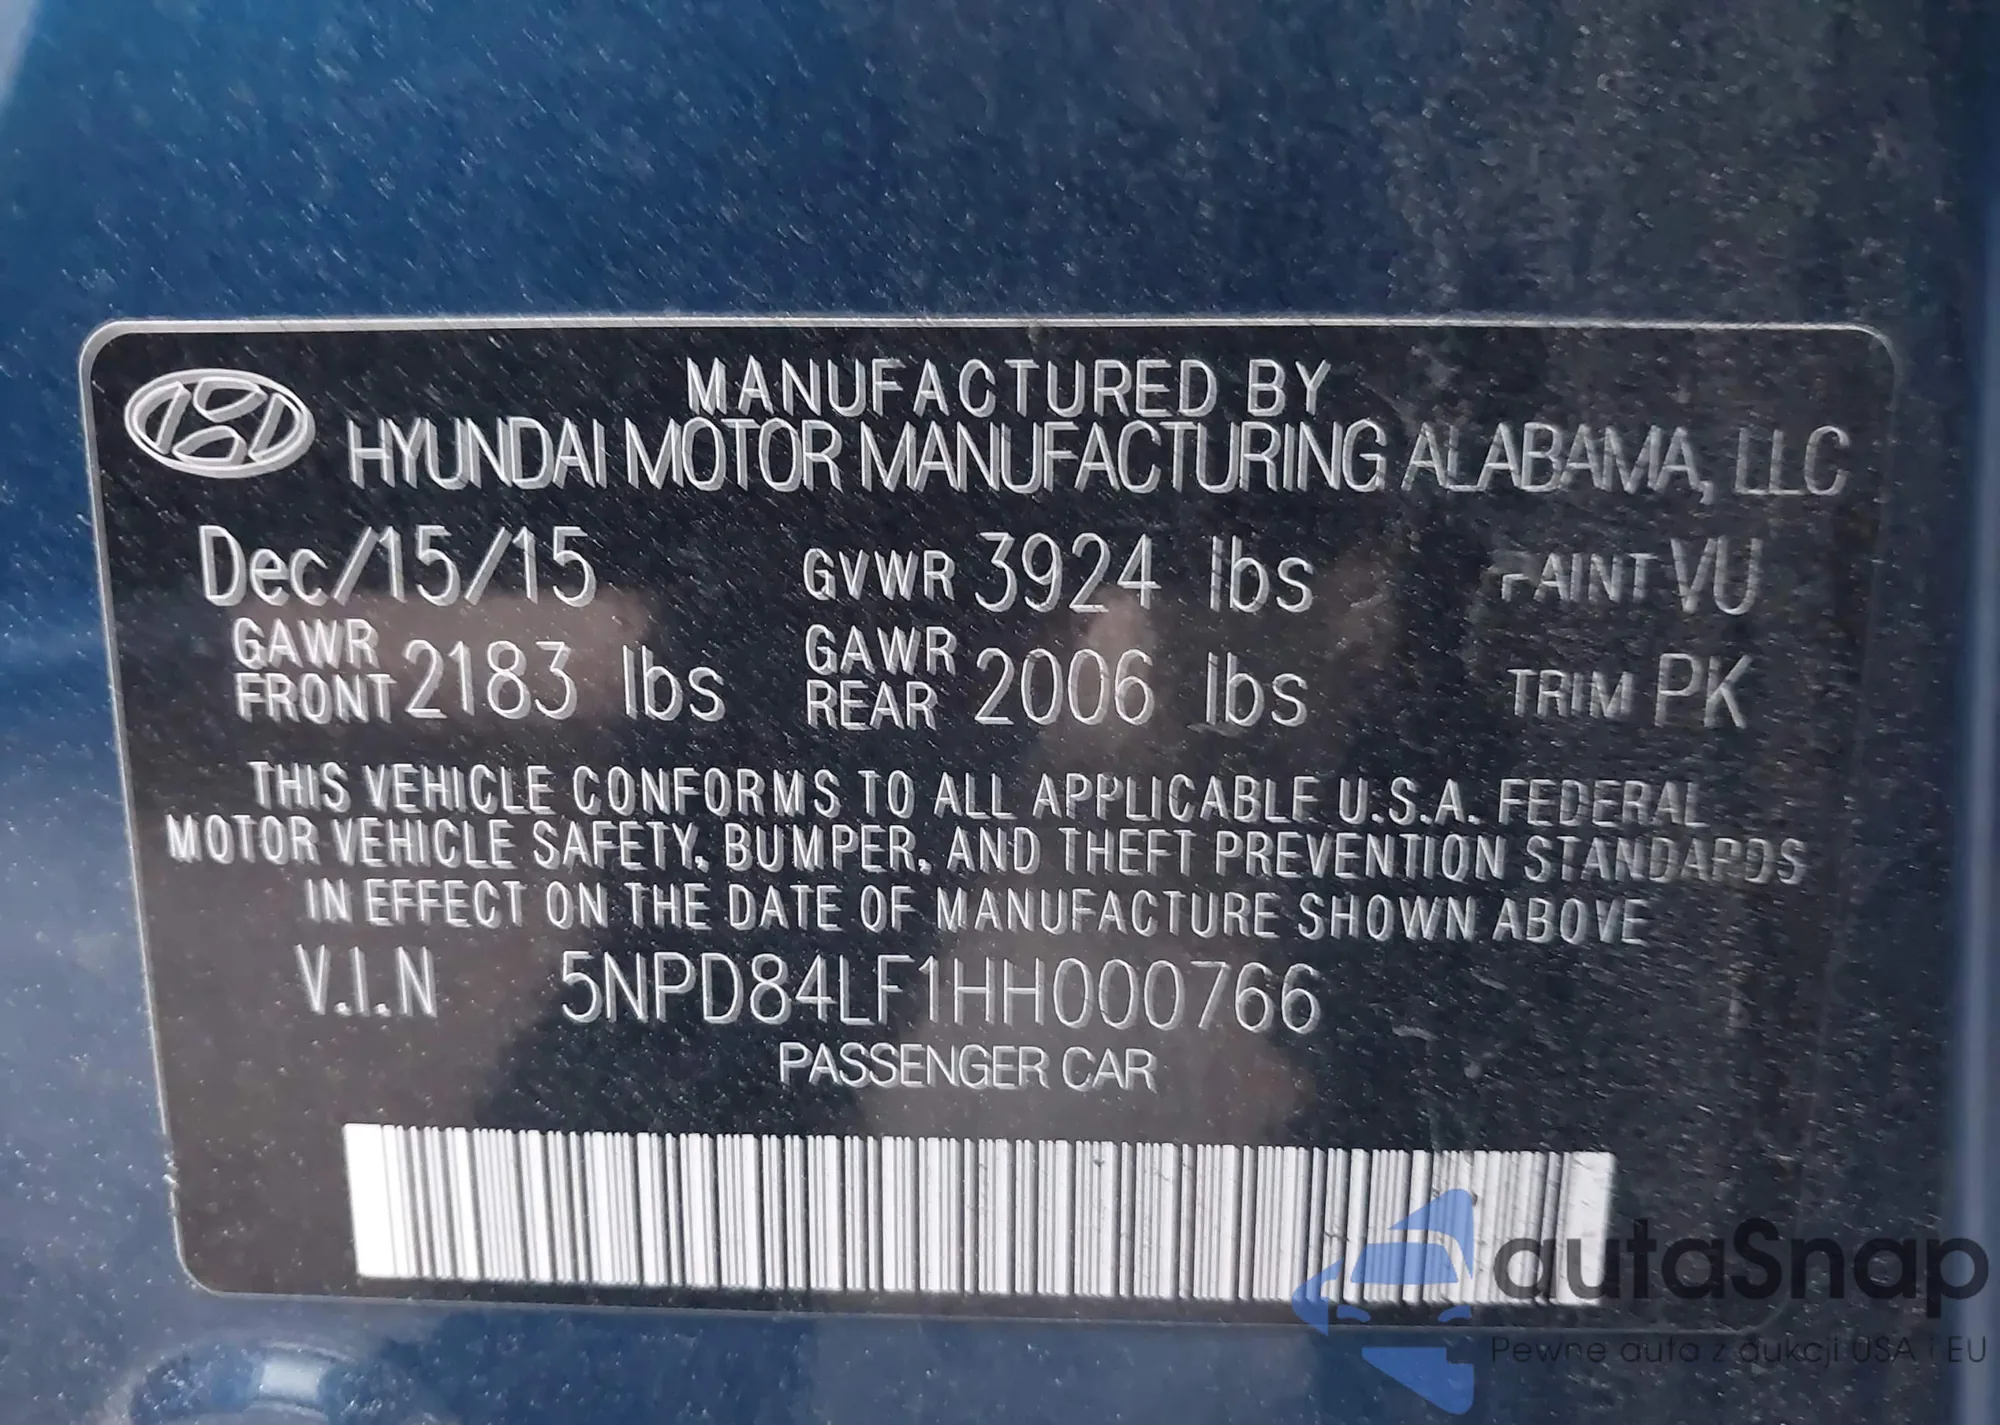 MANUFACTURED BY
HYUNDAI MOTOR MANUFACTURING ALABAMA, LLC
Dec/15/15 GVWR 3924 lbs PAINT VU
GAWR FRONT 2183 lbs GAWR REAR 2006 lbs TRIM PK
THIS VEHICLE CONFORMS TO ALL APPLICABLE U.S.A. FEDERAL
MOTOR VEHICLE SAFETY, BUMPER, AND THEFT PREVENTION STANDARDS
IN EFFECT ON THE DATE OF MANUFACTURE SHOWN ABOVE
V.I.N 5NPD84LF1HH000766
PASSENGER CAR
autaSnap
Pewne auta z aukcji USA i EU